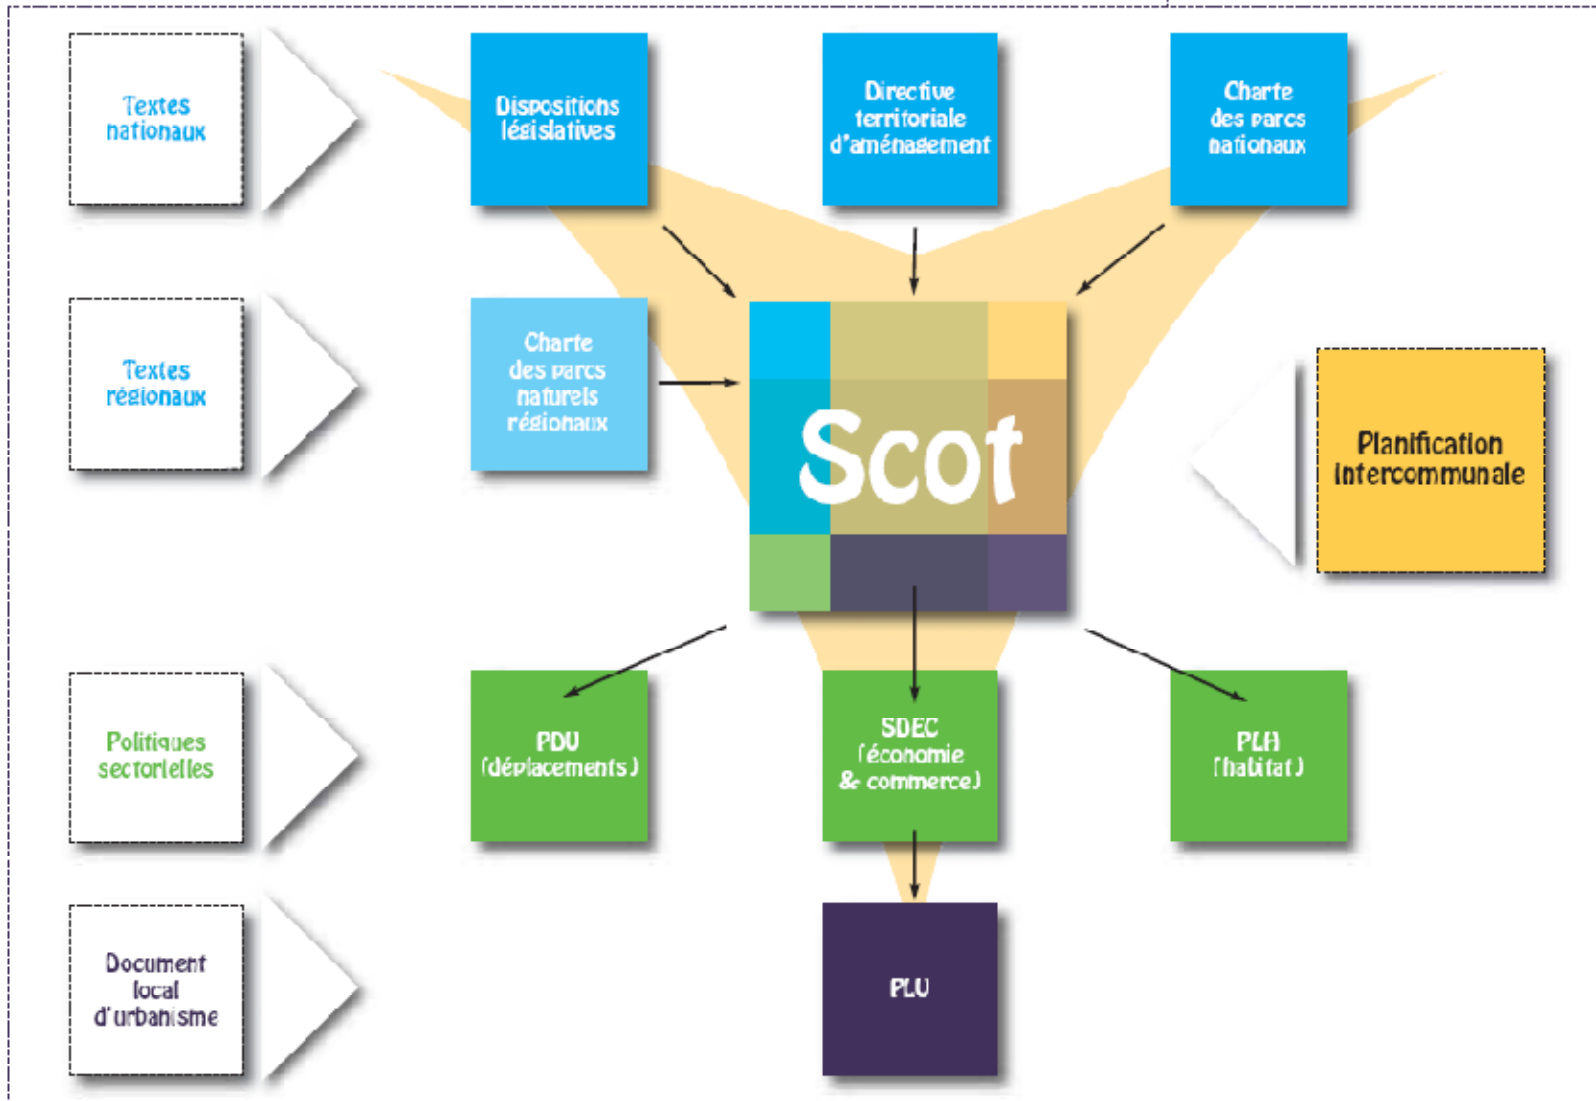 Textes
nationaux
Dispositions
législatives
Directive
territoriale
d'aménagement
Charte
des parcs
nationaux
Textes
régionaux
Charte
des parcs
naturels
régionaux
Scot
Planification
intercommunale
Politiques
sectorielles
PDU
(déplacements)
SDEC
(économie
& commerce)
PLH
(habitat)
Document
local
d'urbanisme
PLU